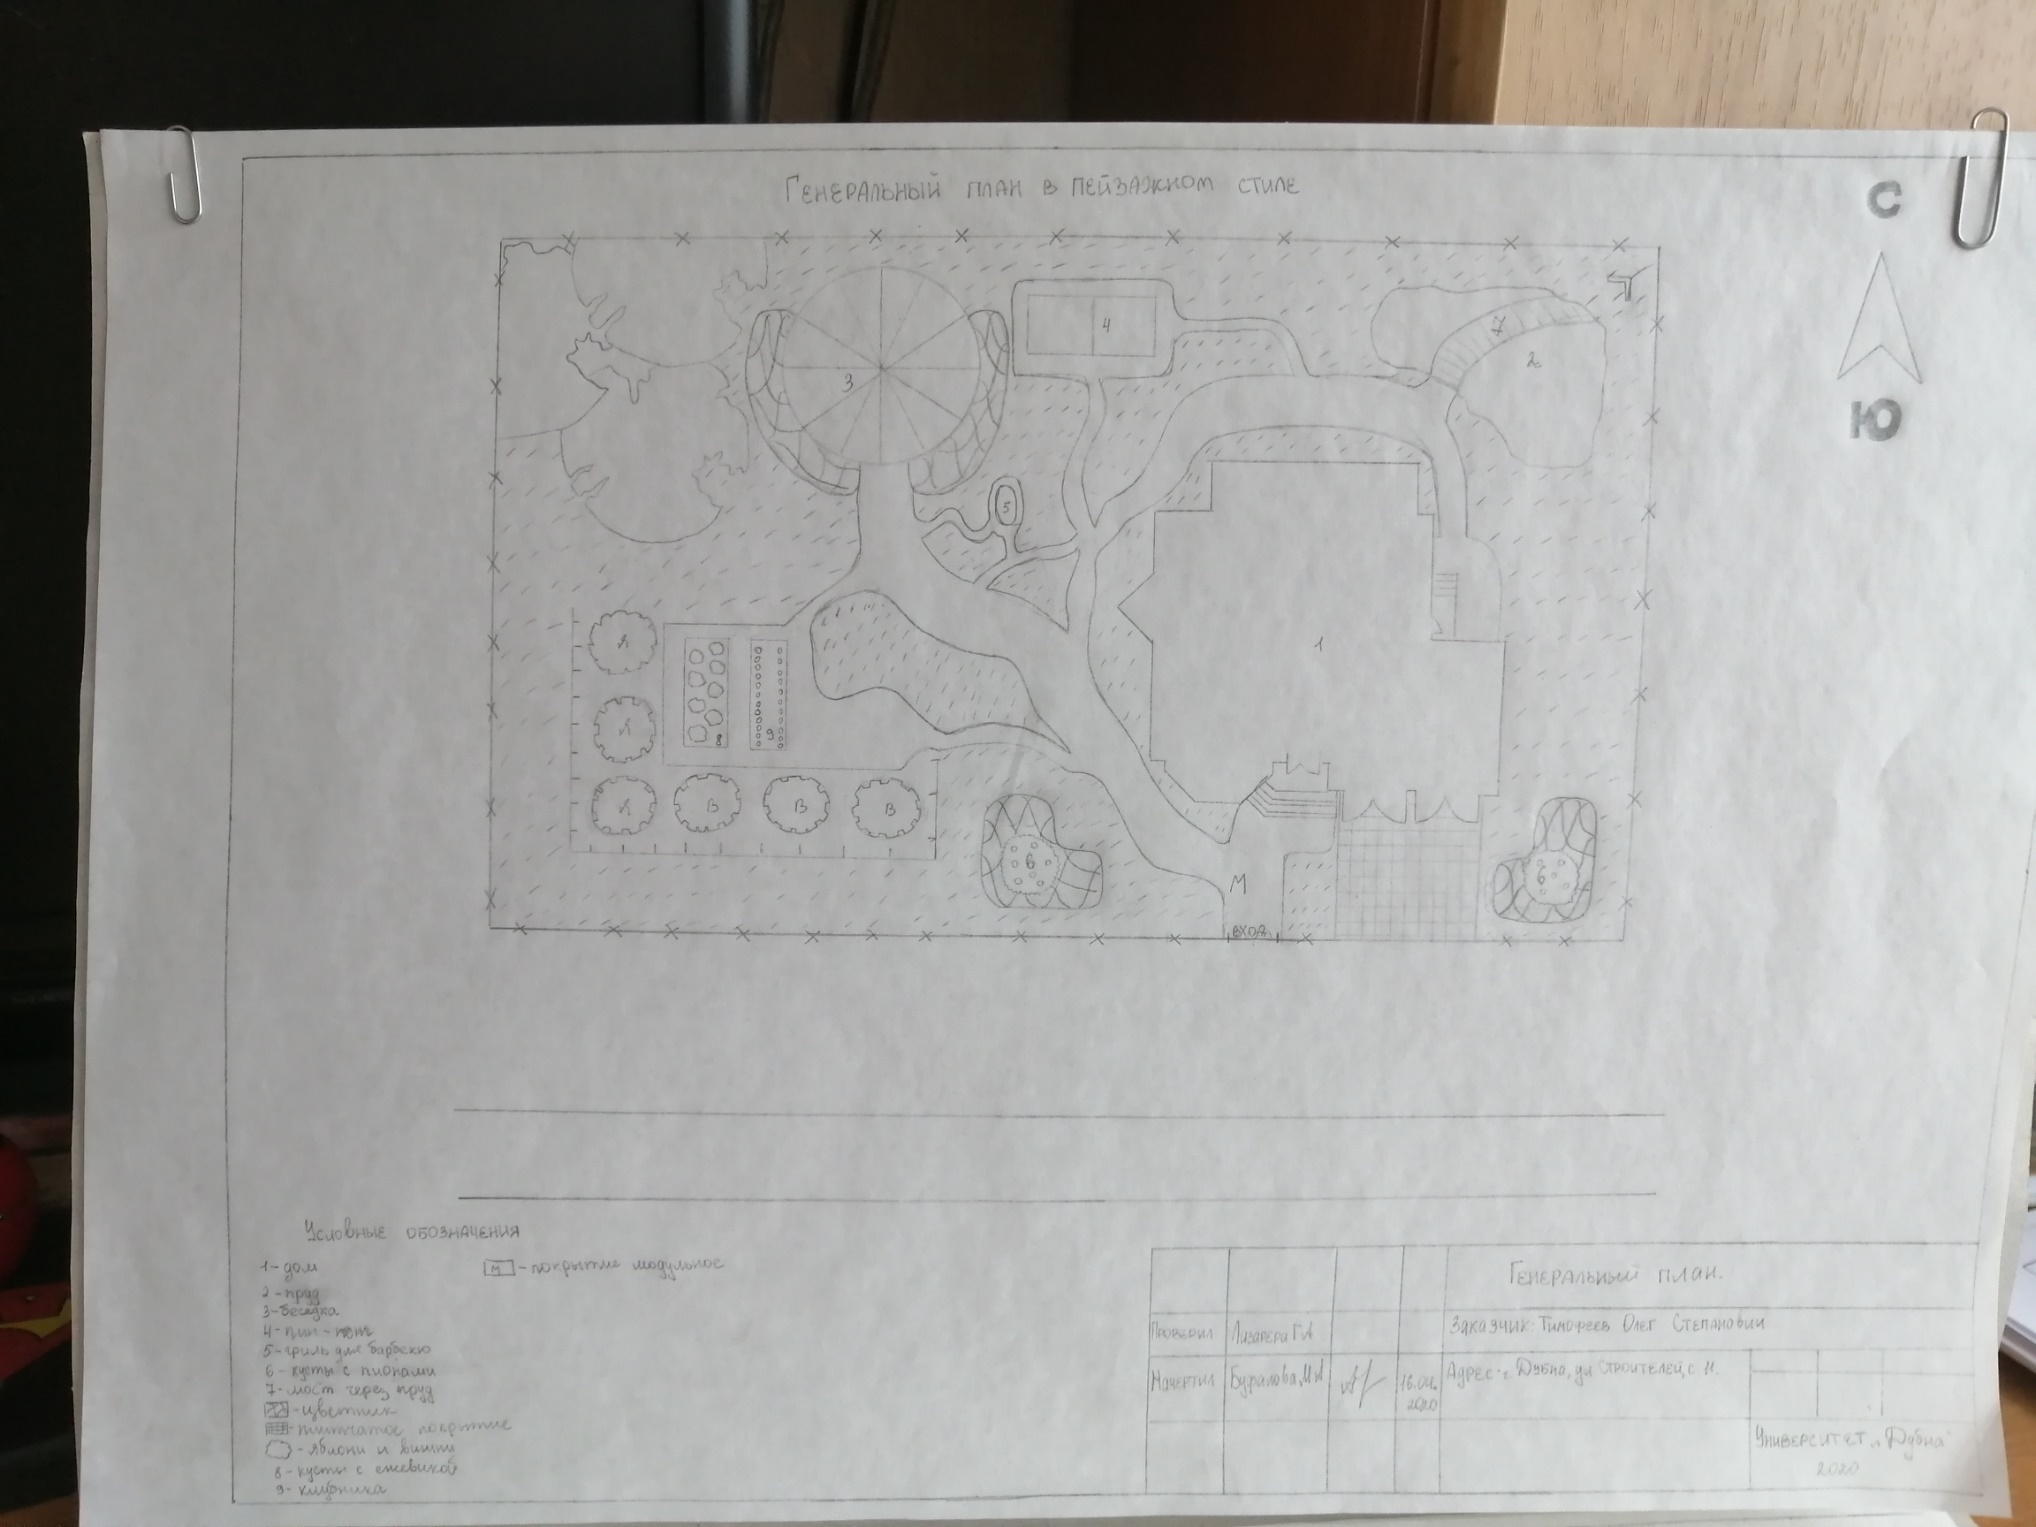 Генеральный план в пейзажном стиле
С
Ю
4
7
2
3
5
1
А
А
А
В
В
В
8
9
6
6
М
вход
Условные обозначения
1 - дом
2 - пруд
3 - беседка
4 - пин-понг
5 - гриль для барбекю
6 - кусты с пионами
7 - мост через пруд
- цветник
- плитчатое покрытие
- яблони и вишни
8 - кусты с ежевикой
9 - клубника
М - покрытие модульное
Генеральный план.
Проверил
Заказчик: Тимофеев Олег Степанович
Начертил
16.04.2020
Адрес: г. Дубна, ул Строителей, с 11.
Университет „Дубна"
2020